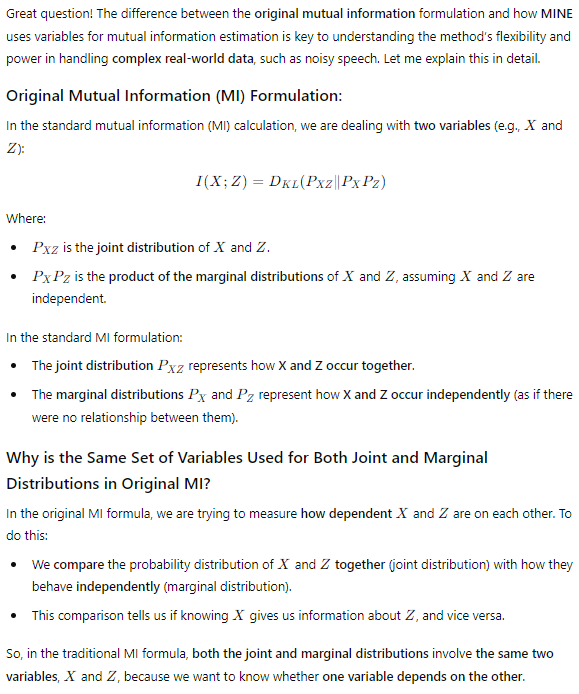 Great question! The difference between the original mutual information formulation and how MINE
uses variables for mutual information estimation is key to understanding the method's flexibility and
power in handling complex real-world data, such as noisy speech. Let me explain this in detail.
Original Mutual Information (MI) Formulation:
In the standard mutual information (MI) calculation, we are dealing with two variables (e.g., X and
Z):
I(X; Z) = D_{KL}(P_{XZ}||P_X P_Z)
Where:
• P_{XZ} is the joint distribution of X and Z.
• P_X P_Z is the product of the marginal distributions of X and Z, assuming X and Z are
independent.
In the standard MI formulation:
• The joint distribution P_{XZ} represents how X and Z occur together.
• The marginal distributions P_X and P_Z represent how X and Z occur independently (as if there
were no relationship between them).
Why is the Same Set of Variables Used for Both Joint and Marginal
Distributions in Original MI?
In the original MI formula, we are trying to measure how dependent X and Z are on each other. To
do this:
• We compare the probability distribution of X and Z together (joint distribution) with how they
behave independently (marginal distribution).
• This comparison tells us if knowing X gives us information about Z, and vice versa.
So, in the traditional MI formula, both the joint and marginal distributions involve the same two
variables, X and Z, because we want to know whether one variable depends on the other.